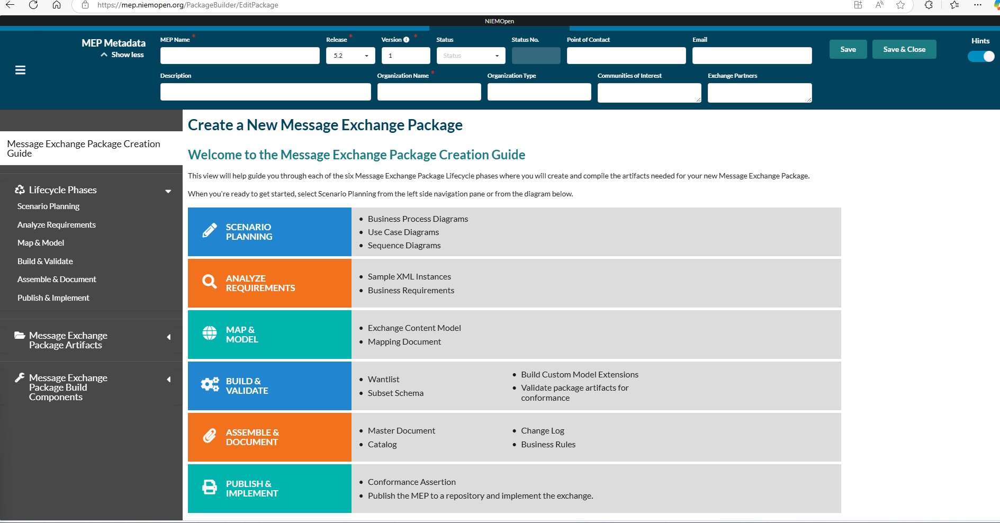 https://mep.niemopen.org/PackageBuilder/EditPackage
NIEMOpen
MEP Metadata
Show less
MEP Name *
Release *
Version *
Status
Status No.
Point of Contact
Email
5.2
1
Status
Save
Save & Close
Hints
Description
Organization Name *
Organization Type
Communities of Interest
Exchange Partners
Message Exchange Package Creation
Guide
Lifecycle Phases
Scenario Planning
Analyze Requirements
Map & Model
Build & Validate
Assemble & Document
Publish & Implement
Message Exchange
Package Artifacts
Message Exchange
Package Build
Components
Create a New Message Exchange Package
Welcome to the Message Exchange Package Creation Guide
This view will help guide you through each of the six Message Exchange Package Lifecycle phases where you will create and compile the artifacts needed for your new Message Exchange Package.
When you're ready to get started, select Scenario Planning from the left side navigation pane or from the diagram below.
SCENARIO
PLANNING
• Business Process Diagrams
• Use Case Diagrams
• Sequence Diagrams
ANALYZE
REQUIREMENTS
• Sample XML Instances
• Business Requirements
MAP &
MODEL
• Exchange Content Model
• Mapping Document
BUILD &
VALIDATE
• Wantlist
• Subset Schema
• Build Custom Model Extensions
• Validate package artifacts for
conformance
ASSEMBLE &
DOCUMENT
• Master Document
• Catalog
• Change Log
• Business Rules
PUBLISH &
IMPLEMENT
• Conformance Assertion
• Publish the MEP to a repository and implement the exchange.